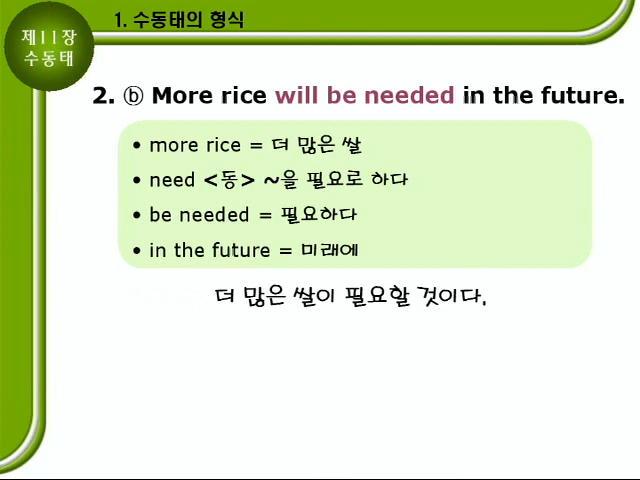 1. 수동태의 형식
제11장
수동태
2. ⓑ More rice will be needed in the future.
• more rice = 더 많은 쌀
• need <동> ~을 필요로 하다
• be needed = 필요하다
• in the future = 미래에
더 많은 쌀이 필요할 것이다.